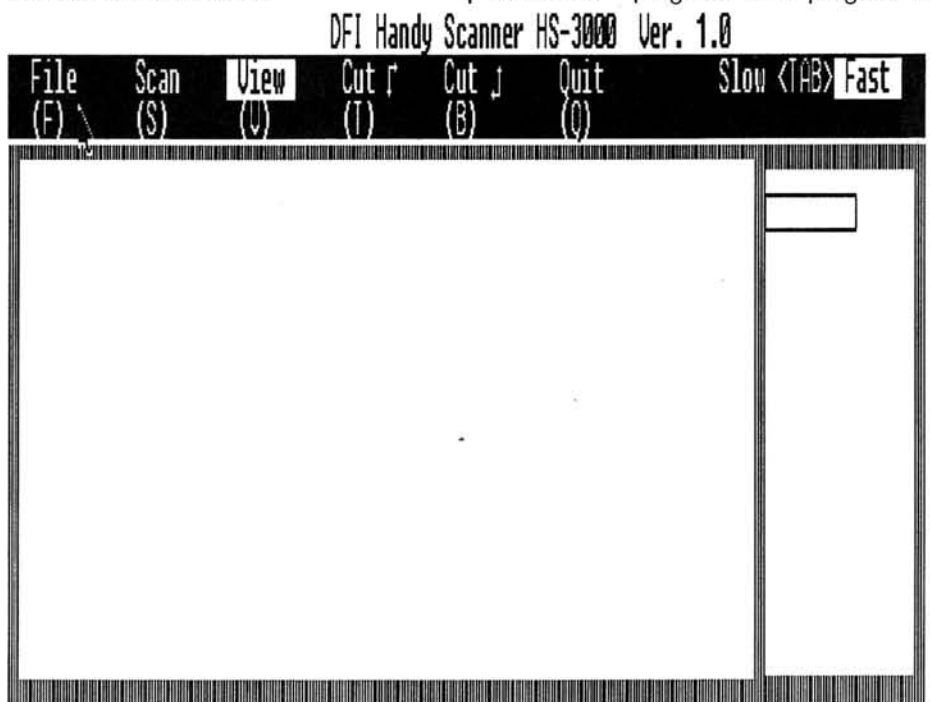 DFI Handy Scanner HS-3000 Ver. 1.0
File Scan View Cut Cut Quit Slow <TAB> Fast
(F) (S) (V) (T) (B) (Q)